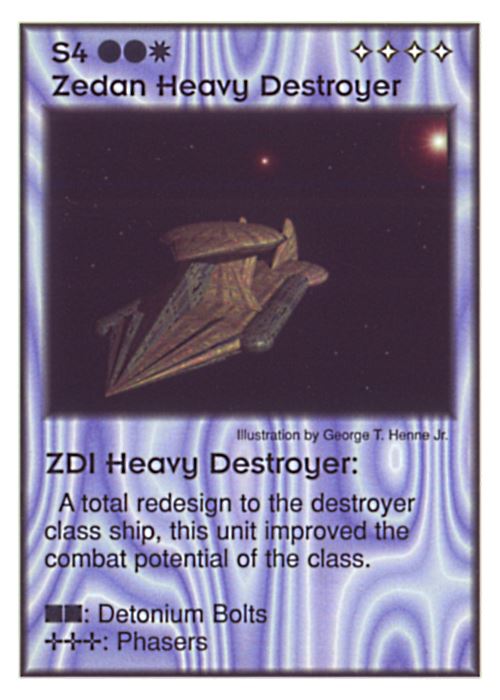 S4 ●●✷ ✧✧✧✧
Zedan Heavy Destroyer
Illustration by George T. Henne Jr.
ZDI Heavy Destroyer:
A total redesign to the destroyer
class ship, this unit improved the
combat potential of the class.
■■: Detonium Bolts
✛✛✛: Phasers